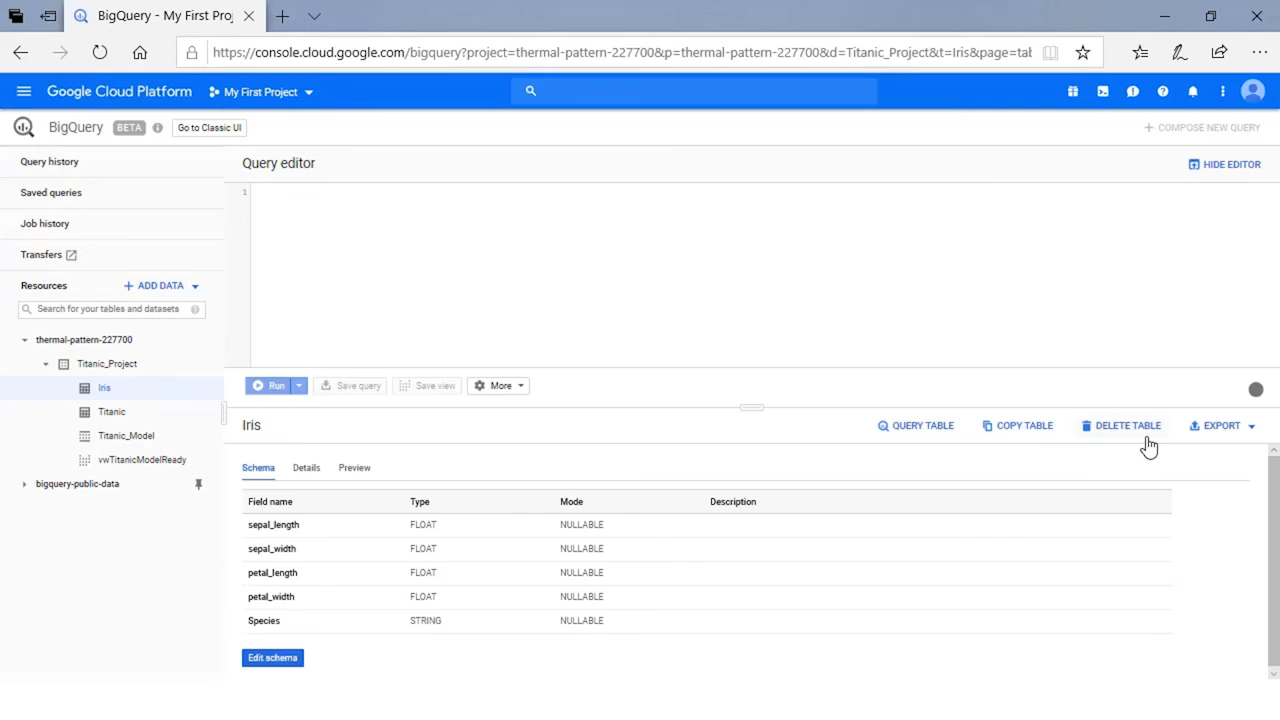 BigQuery - My First Proj
https://console.cloud.google.com/bigquery?project=thermal-pattern-227700&p=thermal-pattern-227700&d=Titanic_Project&t=Iris&page=tab
Google Cloud Platform My First Project
BigQuery BETA Go to Classic UI COMPOSE NEW QUERY
Query history
Saved queries
Job history
Transfers
Resources ADD DATA
Search for your tables and datasets
thermal-pattern-227700
Titanic_Project
Iris
Titanic
Titanic_Model
vwTitanicModelReady
bigquery-public-data
Query editor HIDE EDITOR
1
Run Save query Save view More
Iris QUERY TABLE COPY TABLE DELETE TABLE EXPORT
Schema Details Preview
Field name Type Mode Description
sepal_length FLOAT NULLABLE
sepal_width FLOAT NULLABLE
petal_length FLOAT NULLABLE
petal_width FLOAT NULLABLE
Species STRING NULLABLE
Edit schema